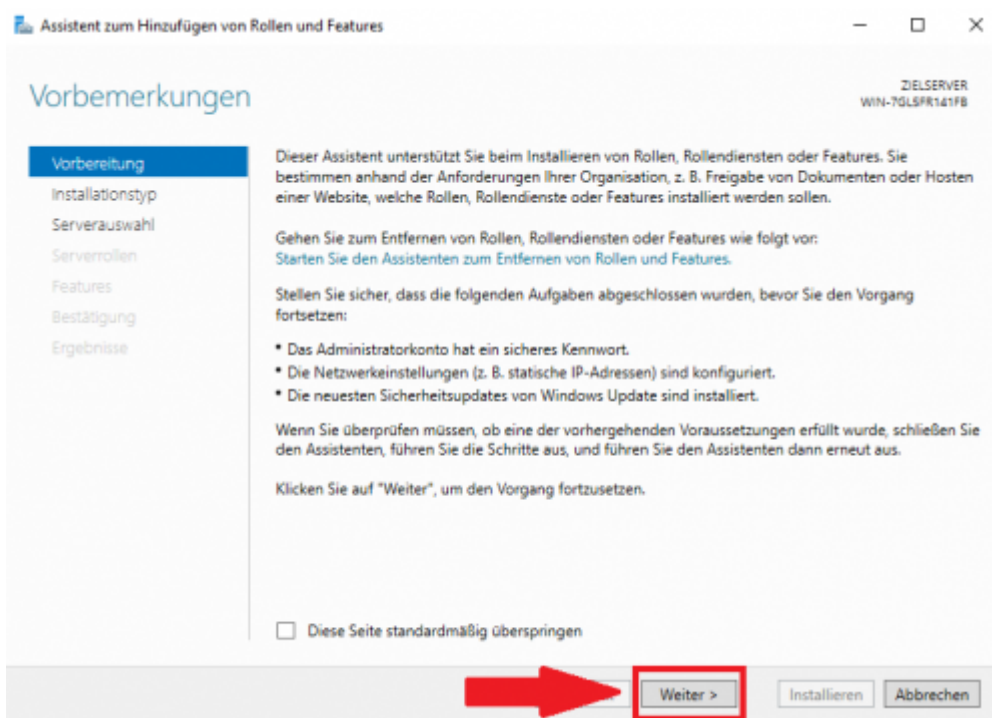 Assistent zum Hinzufügen von Rollen und Features
Vorbemerkungen
ZIELSERVER
WIN-7GLSFR141FB
Vorbereitung
Installationstyp
Serverauswahl
Serverrollen
Features
Bestätigung
Ergebnisse
Dieser Assistent unterstützt Sie beim Installieren von Rollen, Rollendiensten oder Features. Sie
bestimmen anhand der Anforderungen Ihrer Organisation, z. B. Freigabe von Dokumenten oder Hosten
einer Website, welche Rollen, Rollendienste oder Features installiert werden sollen.
Gehen Sie zum Entfernen von Rollen, Rollendiensten oder Features wie folgt vor:
Starten Sie den Assistenten zum Entfernen von Rollen und Features.
Stellen Sie sicher, dass die folgenden Aufgaben abgeschlossen wurden, bevor Sie den Vorgang
fortsetzen:
• Das Administratorkonto hat ein sicheres Kennwort.
• Die Netzwerkeinstellungen (z. B. statische IP-Adressen) sind konfiguriert.
• Die neuesten Sicherheitsupdates von Windows Update sind installiert.
Wenn Sie überprüfen müssen, ob eine der vorhergehenden Voraussetzungen erfüllt wurde, schließen Sie
den Assistenten, führen Sie die Schritte aus, und führen Sie den Assistenten dann erneut aus.
Klicken Sie auf "Weiter", um den Vorgang fortzusetzen.
Diese Seite standardmäßig überspringen
Weiter >
Installieren
Abbrechen